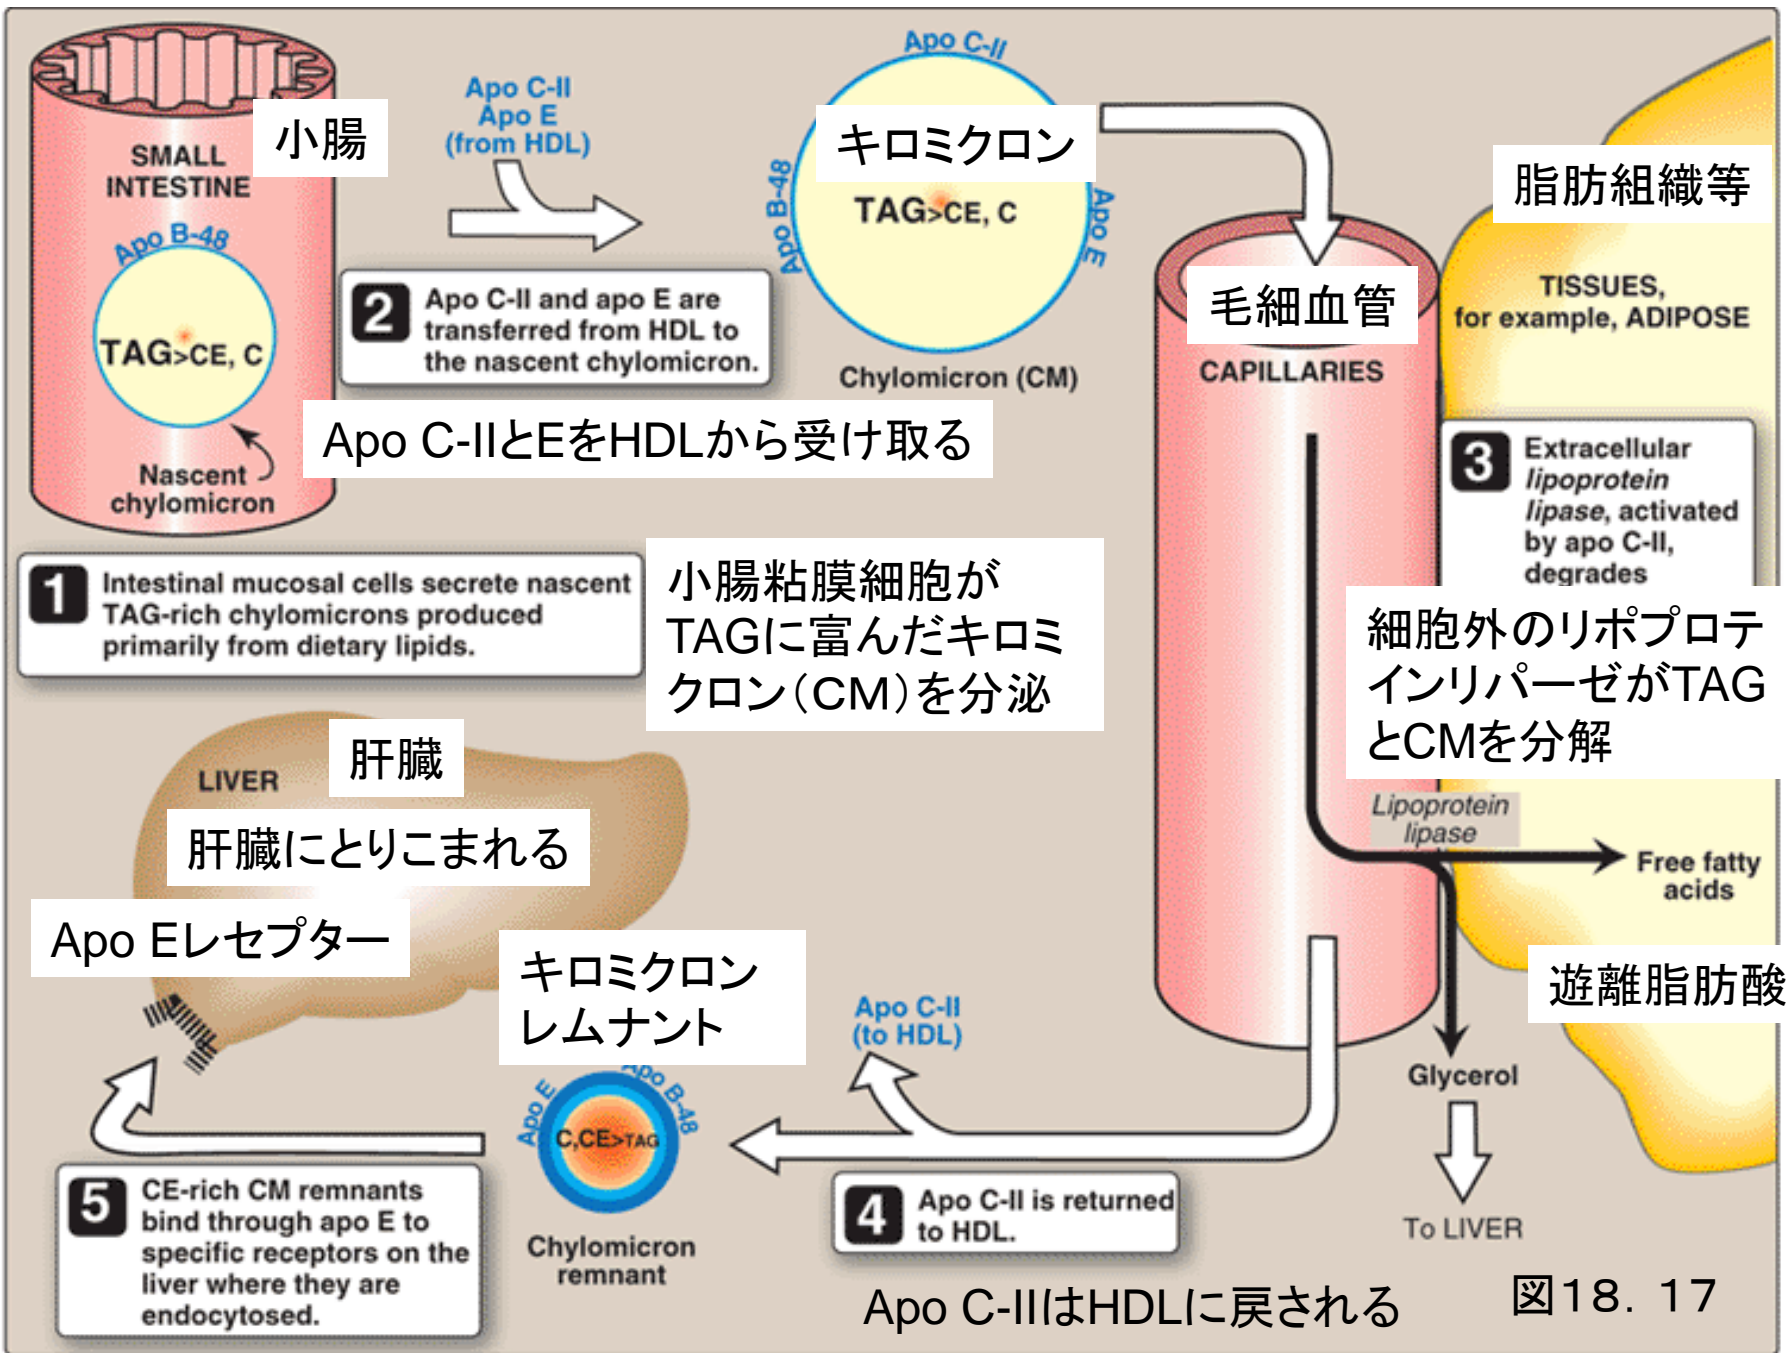 SMALL
INTESTINE
小腸
Apo B-48
TAG>CE, C
Nascent
chylomicron
Apo C-II
Apo E
(from HDL)
2 Apo C-II and apo E are
transferred from HDL to
the nascent chylomicron.
Apo C-IIとEをHDLから受け取る
Apo C-II
Apo B-48
Apo E
キロミクロン
TAG>CE, C
Chylomicron (CM)
毛細血管
CAPILLARIES
脂肪組織等
TISSUES,
for example, ADIPOSE
1 Intestinal mucosal cells secrete nascent
TAG-rich chylomicrons produced
primarily from dietary lipids.
小腸粘膜細胞が
TAGに富んだキロミ
クロン（CM）を分泌
3 Extracellular
lipoprotein
lipase, activated
by apo C-II,
degrades
細胞外のリポプロテ
インリパーゼがTAG
とCMを分解
Lipoprotein
lipase
Free fatty
acids
遊離脂肪酸
Glycerol
To LIVER
LIVER
肝臓
肝臓にとりこまれる
Apo Eレセプター
キロミクロン
レムナント
Apo E
Apo B-48
C,CE>TAG
Chylomicron
remnant
Apo C-II
(to HDL)
4 Apo C-II is returned
to HDL.
Apo C-IIはHDLに戻される
5 CE-rich CM remnants
bind through apo E to
specific receptors on the
liver where they are
endocytosed.
図18．17